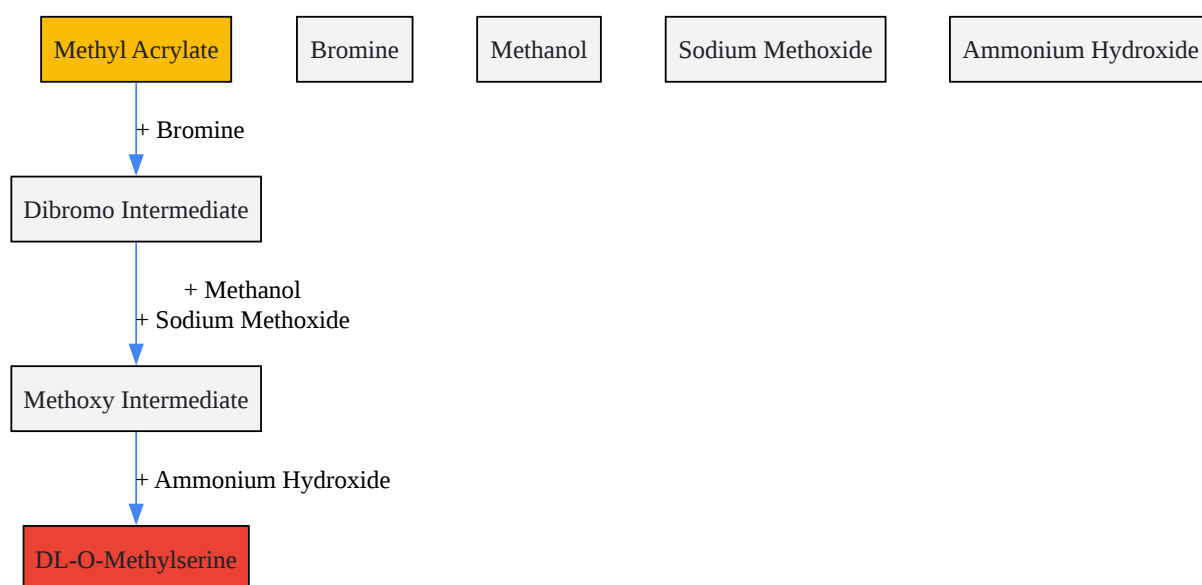 Methyl Acrylate
Bromine
Methanol
Sodium Methoxide
Ammonium Hydroxide
+ Bromine
Dibromo Intermediate
+ Methanol
+ Sodium Methoxide
Methoxy Intermediate
+ Ammonium Hydroxide
DL-O-Methylserine